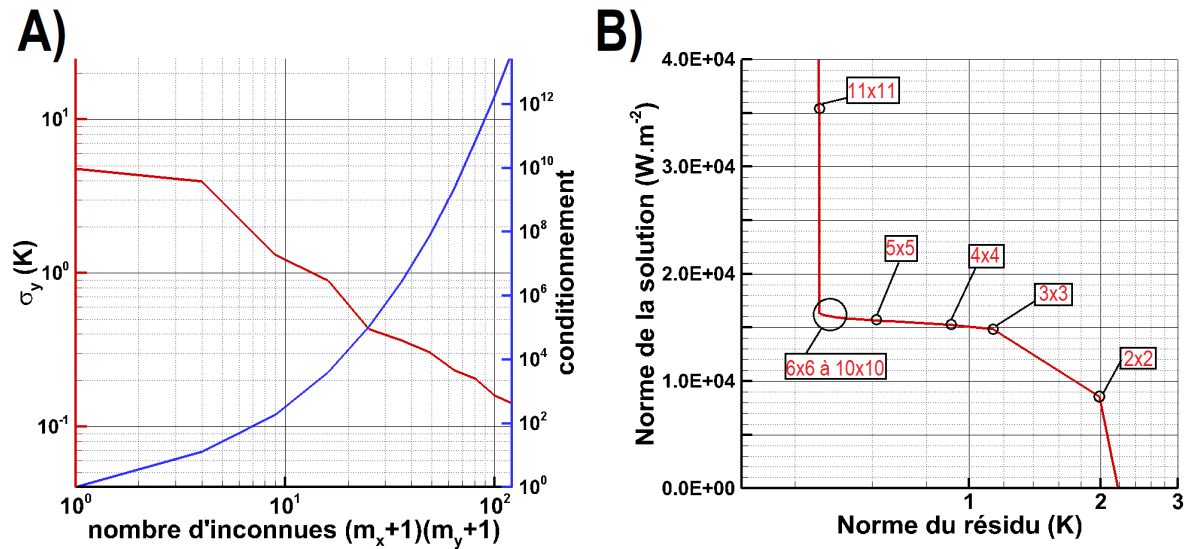 A)
10¹
10⁰
10⁻¹
σy (K)
10⁰
10¹
10²
nombre d'inconnues (mx+1)(my+1)
10¹²
10¹⁰
10⁸
10⁶
10⁴
10²
10⁰
conditionnement
B)
4.0E+04
3.0E+04
2.0E+04
1.0E+04
0.0E+00
Norme de la solution (W.m⁻²)
11x11
5x5
4x4
3x3
6x6 à 10x10
2x2
1
2
3
Norme du résidu (K)